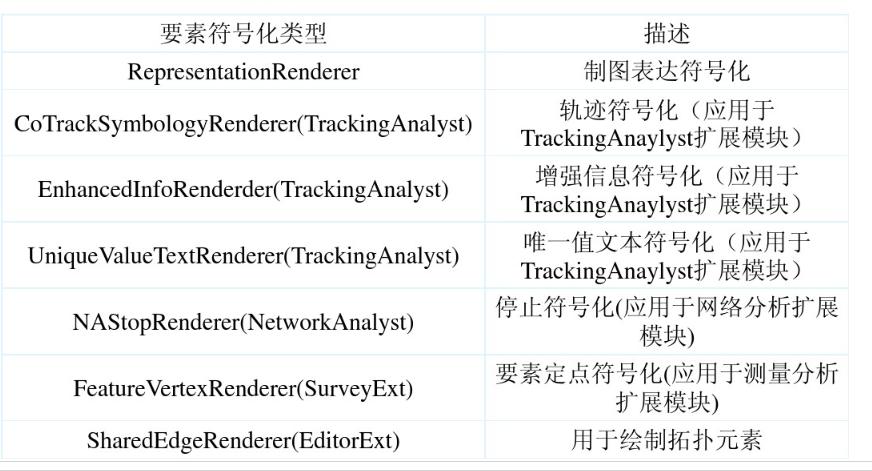 要素符号化类型 描述
RepresentationRenderer 制图表达符号化
CoTrackSymbologyRenderer(TrackingAnalyst) 轨迹符号化（应用于
TrackingAnaylyst扩展模块）
EnhancedInfoRenderder(TrackingAnalyst) 增强信息符号化（应用于
TrackingAnaylyst扩展模块）
UniqueValueTextRenderer(TrackingAnalyst) 唯一值文本符号化（应用于
TrackingAnaylyst扩展模块）
NAStopRenderer(NetworkAnalyst) 停止符号化(应用于网络分析扩展
模块)
FeatureVertexRenderer(SurveyExt) 要素定点符号化(应用于测量分析
扩展模块)
SharedEdgeRenderer(EditorExt) 用于绘制拓扑元素